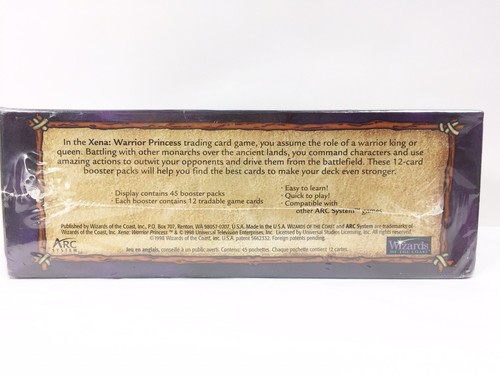 In the Xena: Warrior Princess trading card game, you assume the role of a warrior king or
queen. Battling with other monarchs over the ancient lands, you command characters and use
amazing actions to outwit your opponents and drive them from the battlefield. These 12-card
booster packs will help you find the best cards to make your deck even stronger.
· Display contains 45 booster packs
· Each booster contains 12 tradable game cards
· Easy to learn!
· Quick to play!
· Compatible with
other ARC System™ games
Published by Wizards of the Coast, Inc., P.O. Box 707, Renton, WA 98057-0707, U.S.A. Made in the U.S.A. WIZARDS OF THE COAST and ARC System are trademarks
of Wizards of the Coast, Inc. Xena: Warrior Princess ™ & © 1998 Universal Television Enterprises, Inc. Licensed by Universal Studios Licensing, Inc. All rights reserved.
© 1998 Wizards of the Coast, Inc. U.S.A. patent 5662332. Foreign patents pending.
Jeu en anglais, Contenu: 45 pochettes. Chaque pochette contient 12 cartes.
ARC
SYSTEM
Wizards
OF THE COAST